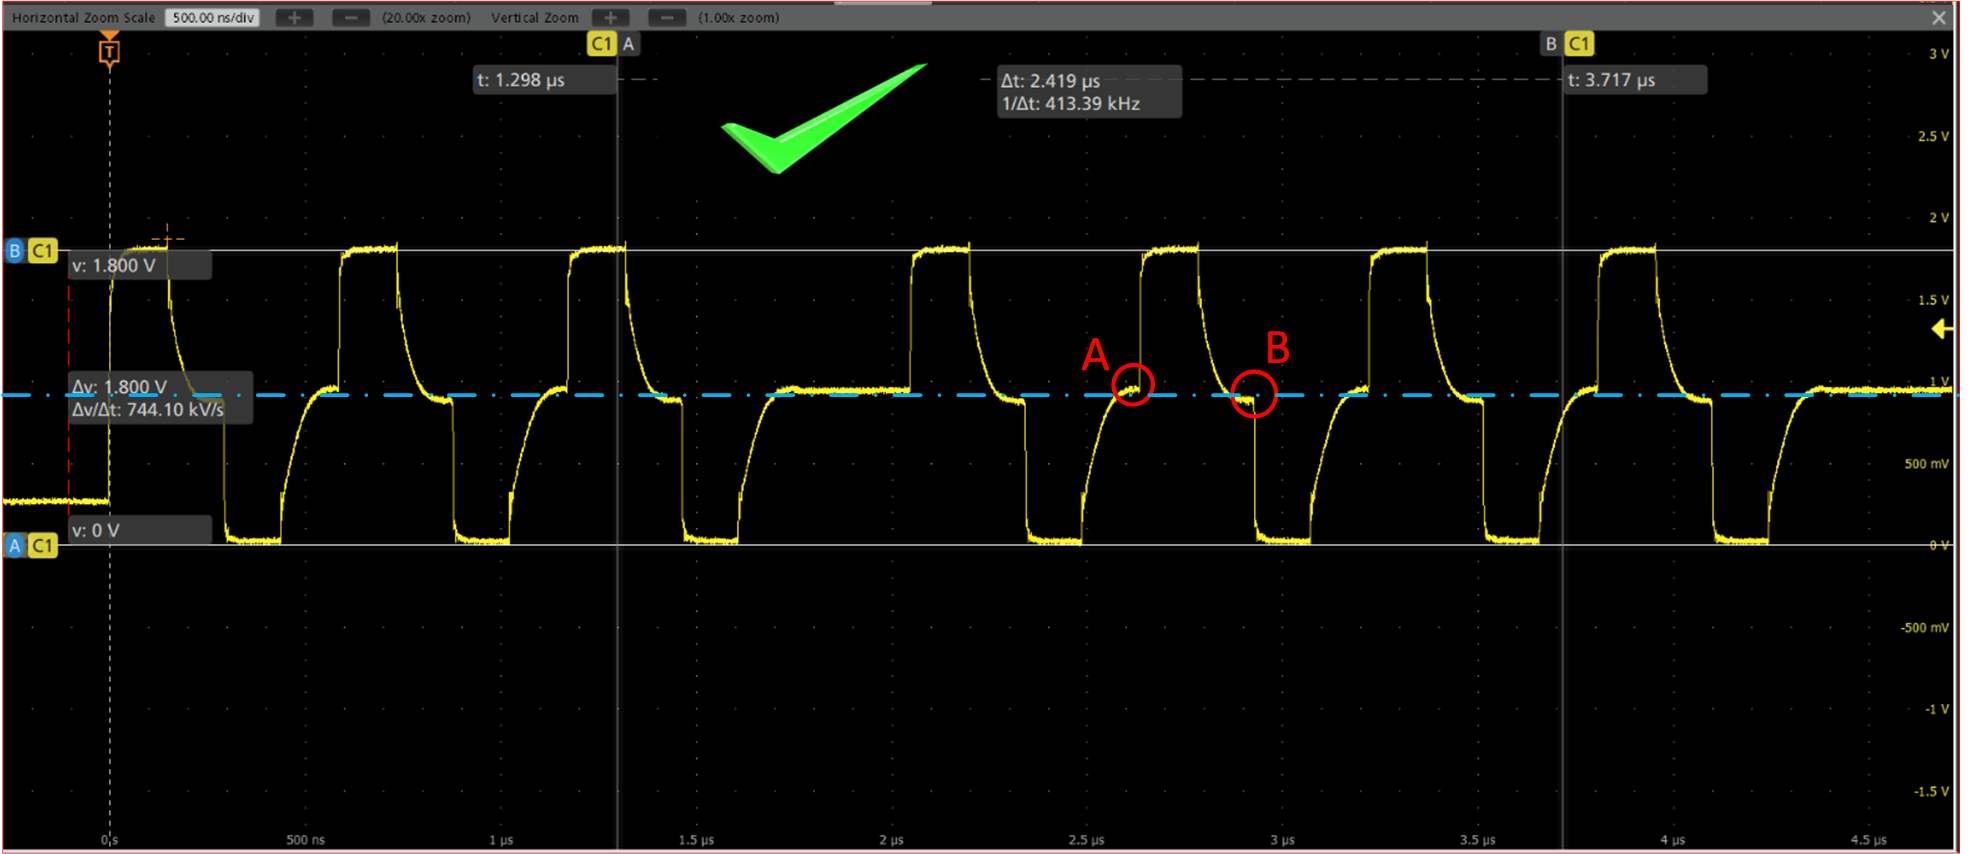 Horizontal Zoom Scale 500.00 ns/div + − (20.00x zoom) Vertical Zoom + − (1.00x zoom)
T
C1 A
B C1
3 V
t: 1.298 µs
Δt: 2.419 µs
1/Δt: 413.39 kHz
t: 3.717 µs
2.5 V
2 V
B C1
v: 1.800 V
1.5 V
A
B
Δv: 1.800 V
Δv/Δt: 744.10 kV/s
1 V
500 mV
v: 0 V
A C1
0 V
-500 mV
-1 V
-1.5 V
0 s 500 ns 1 µs 1.5 µs 2 µs 2.5 µs 3 µs 3.5 µs 4 µs 4.5 µs